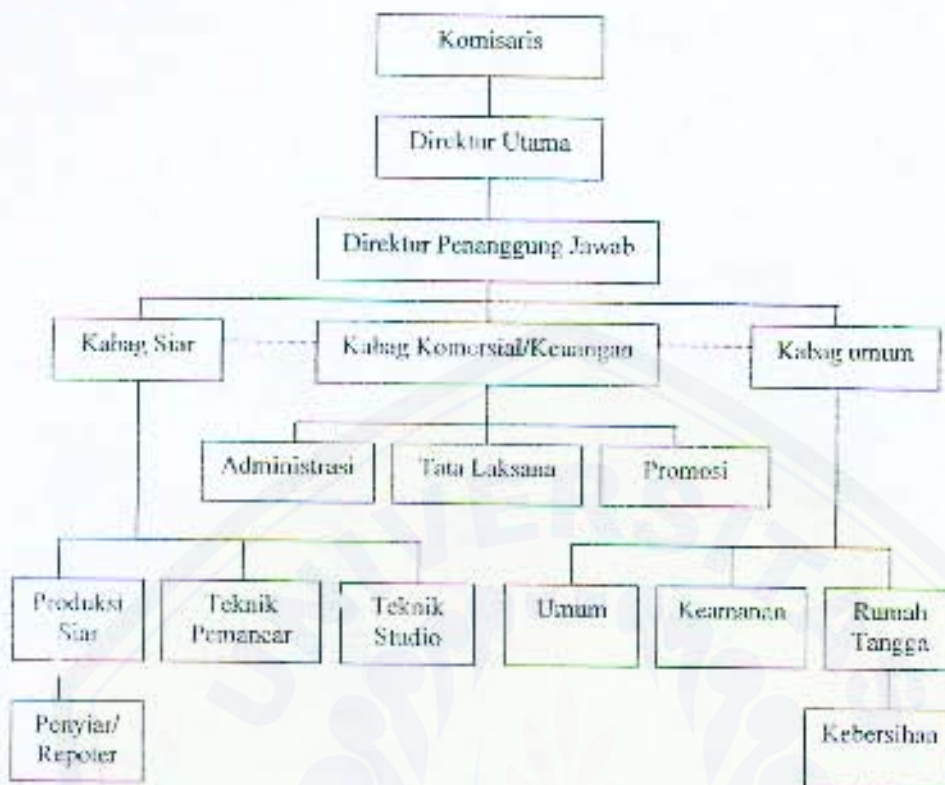 Komisaris
Direktur Utama
Direktur Penanggung Jawab
Kabag Siar
Kabag Komersial/Keuangan
Kabag umum
Administrasi
Tata Laksana
Promosi
Produksi
Siar
Teknik
Pemancar
Teknik
Studio
Umum
Keamanan
Rumah
Tangga
Penyiar/
Repoter
Kebersihan
UNIVERSIT